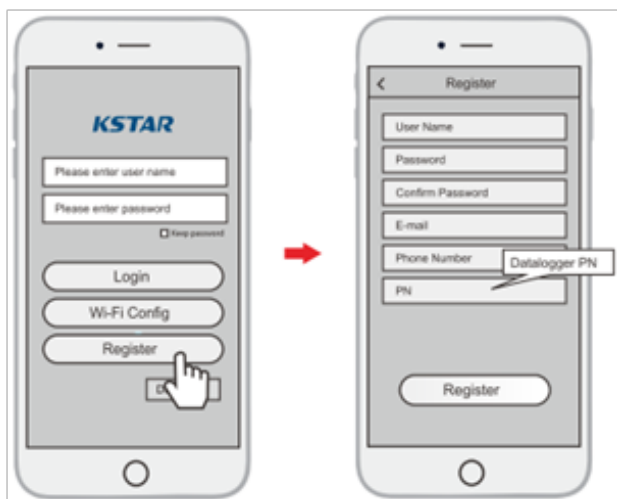 KSTAR
Please enter user name
Please enter password
Keep password
Login
Wi-Fi Config
Register
Register
User Name
Password
Confirm Password
E-mail
Phone Number
Datalogger PN
PN
Register